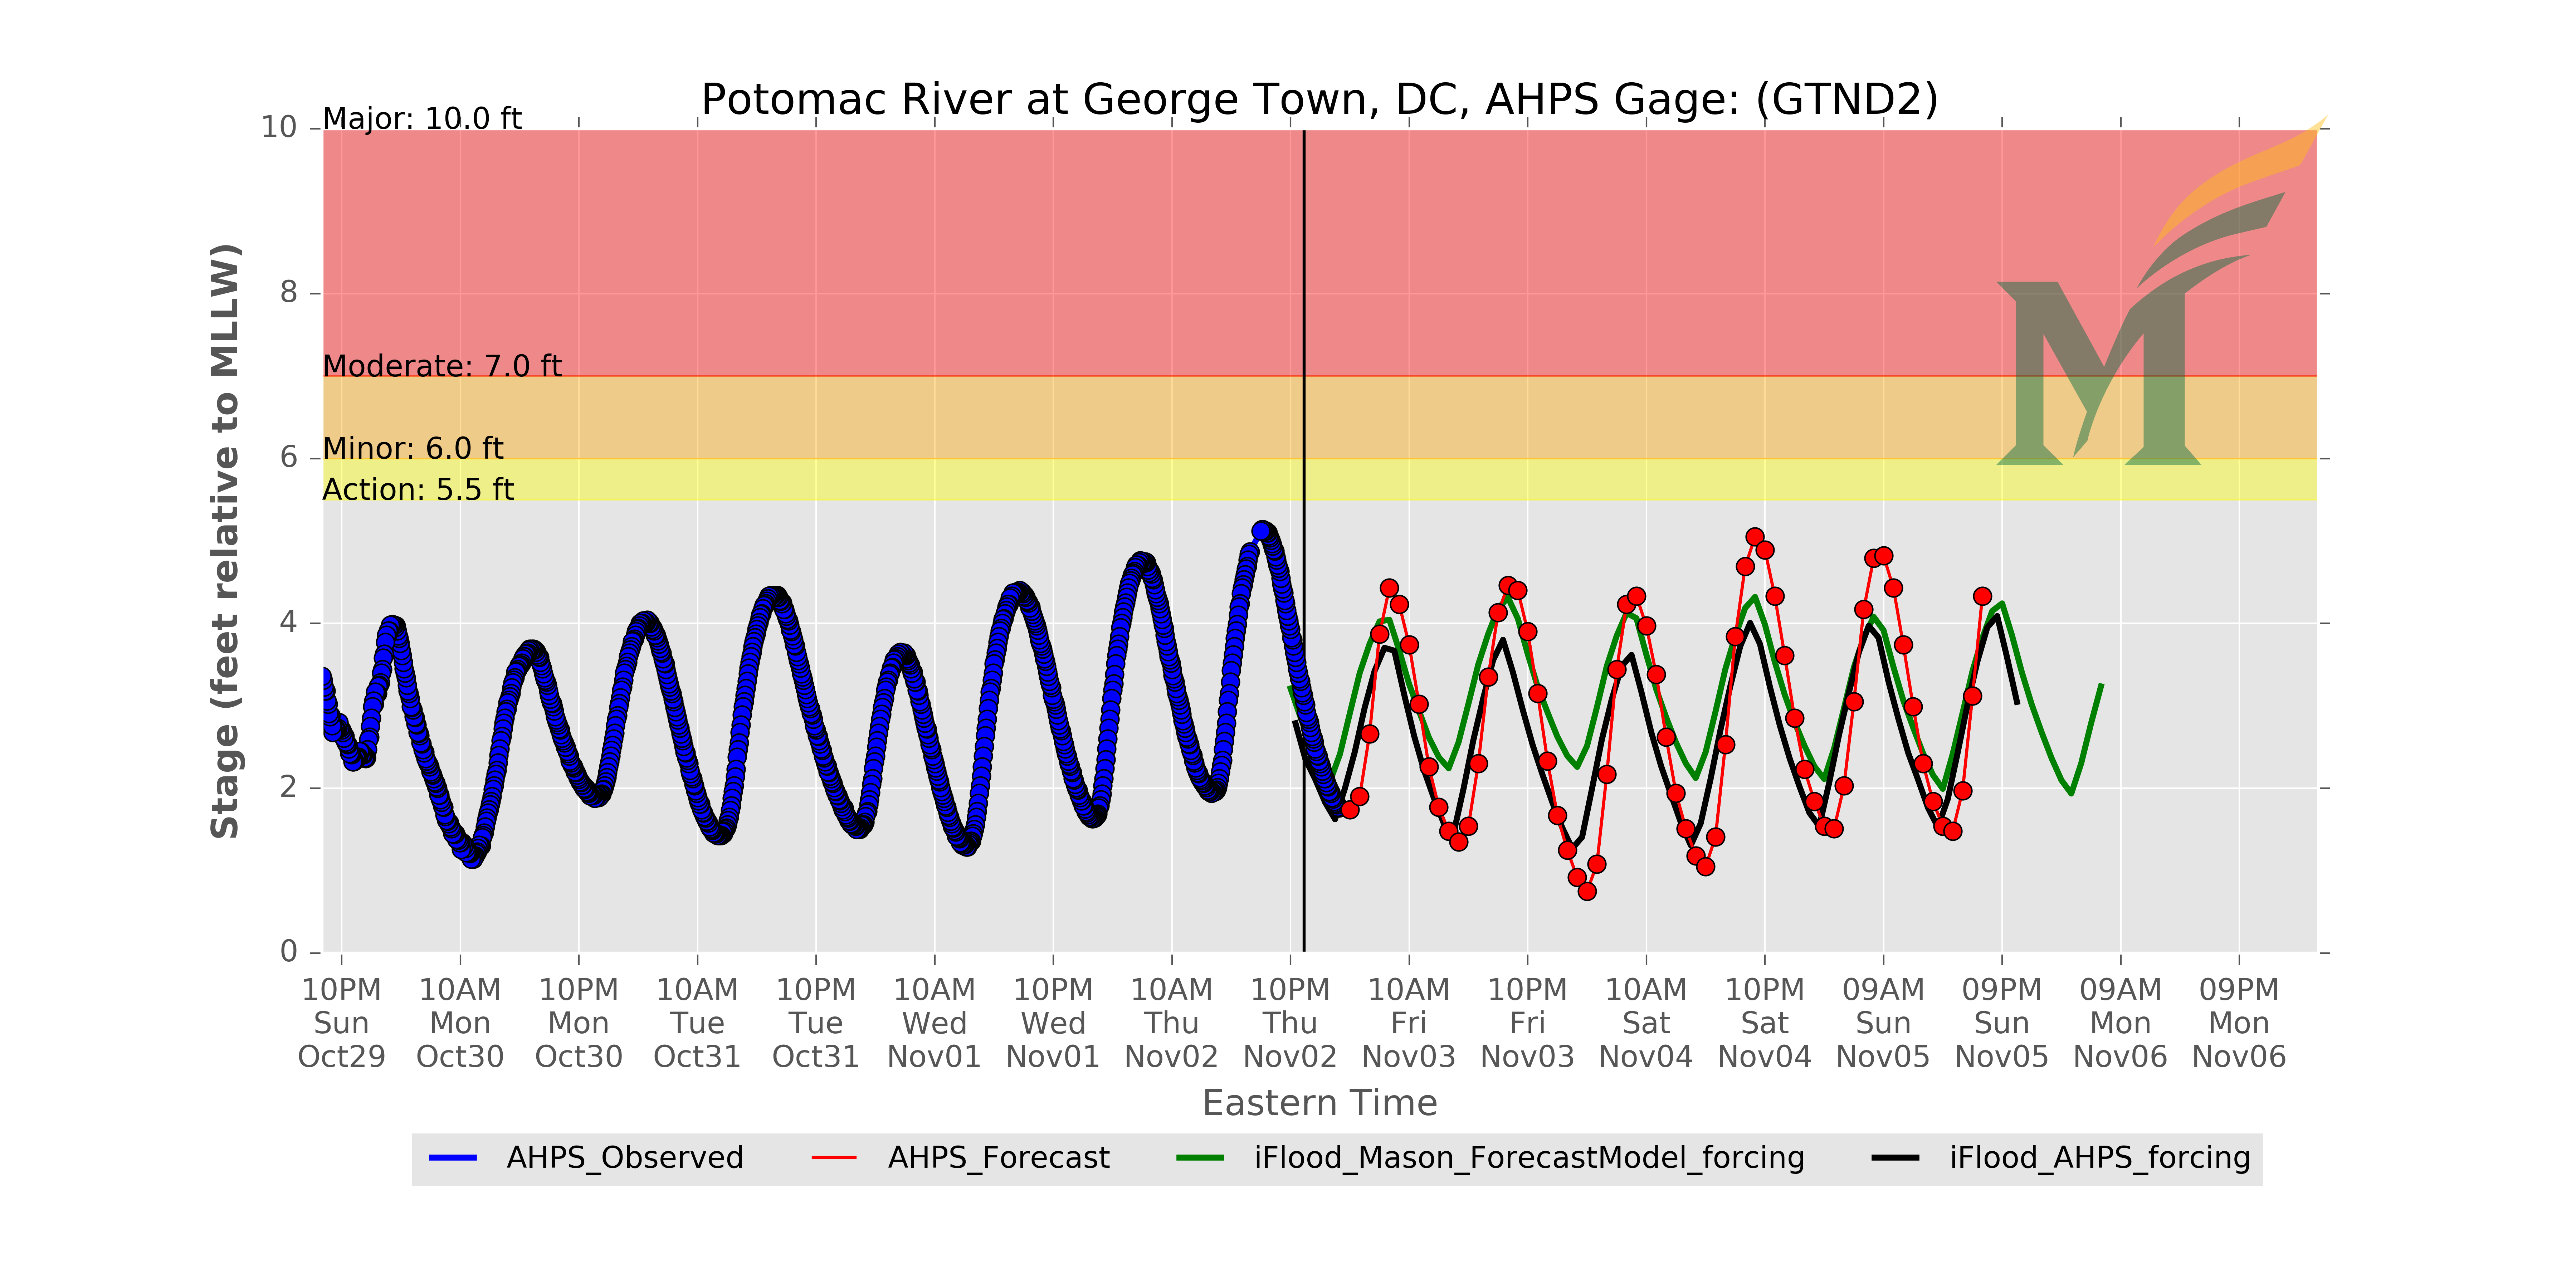 Potomac River at George Town, DC, AHPS Gage: (GTND2)
Major: 10.0 ft
Moderate: 7.0 ft
Minor: 6.0 ft
Action: 5.5 ft
10
8
6
4
2
0
Stage (feet relative to MLLW)
10PM 10AM 10PM 10AM 10PM 10AM 10PM 10AM 10PM 10AM 10PM 10AM 10PM 09AM 09PM 09AM 09PM
Sun Mon Mon Tue Tue Wed Wed Thu Thu Fri Fri Sat Sat Sun Sun Mon Mon
Oct29 Oct30 Oct30 Oct31 Oct31 Nov01 Nov01 Nov02 Nov02 Nov03 Nov03 Nov04 Nov04 Nov05 Nov05 Nov06 Nov06
Eastern Time
AHPS_Observed AHPS_Forecast iFlood_Mason_ForecastModel_forcing iFlood_AHPS_forcing